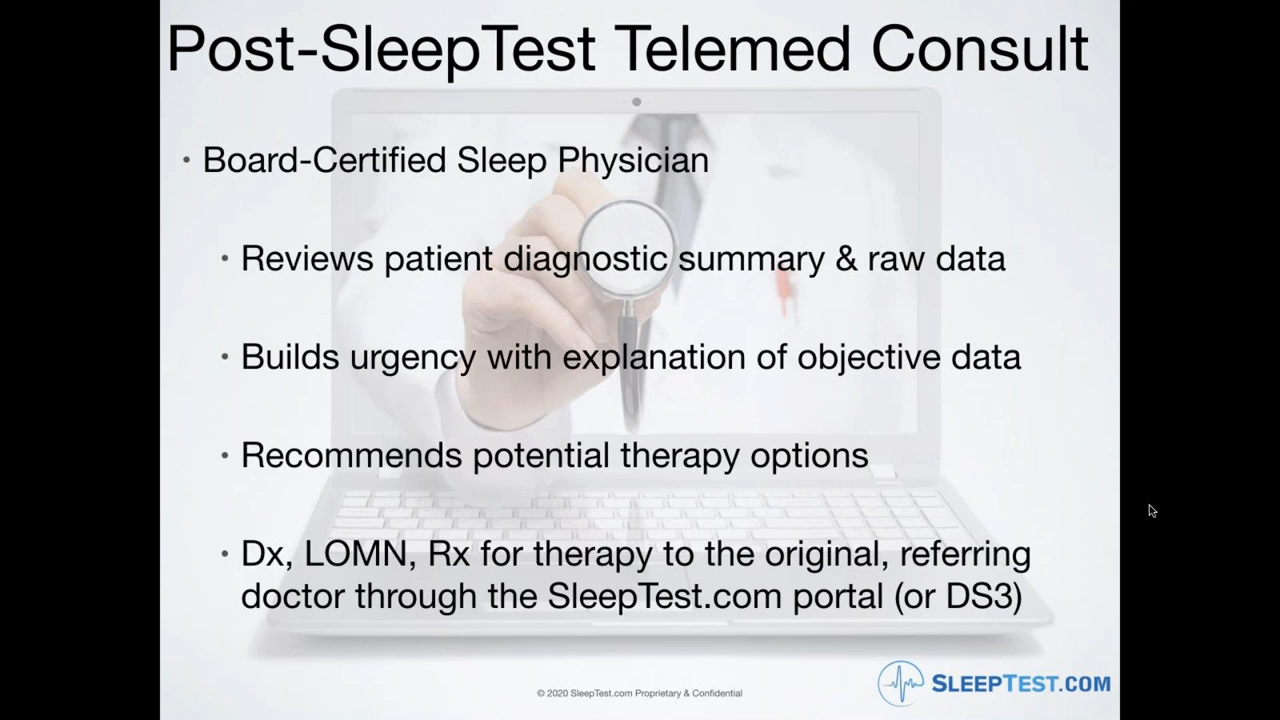 Post-SleepTest Telemed Consult
• Board-Certified Sleep Physician
• Reviews patient diagnostic summary & raw data
• Builds urgency with explanation of objective data
• Recommends potential therapy options
• Dx, LOMN, Rx for therapy to the original, referring
doctor through the SleepTest.com portal (or DS3)
© 2020 SleepTest.com Proprietary & Confidential
SLEEPTEST.COM